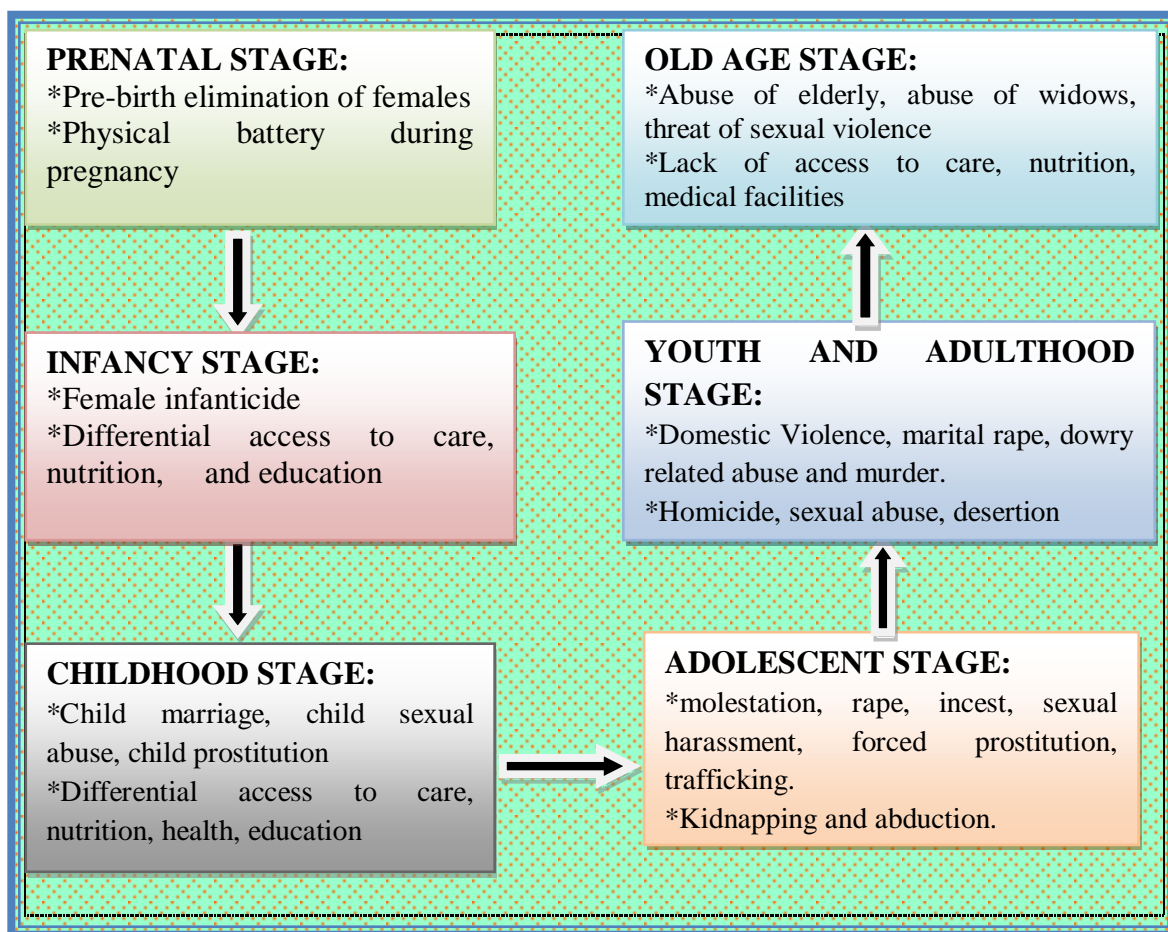 PRENATAL STAGE:
*Pre-birth elimination of females
*Physical battery during
pregnancy
INFANCY STAGE:
*Female infanticide
*Differential access to care,
nutrition, and education
CHILDHOOD STAGE:
*Child marriage, child sexual
abuse, child prostitution
*Differential access to care,
nutrition, health, education
ADOLESCENT STAGE:
*molestation, rape, incest, sexual
harassment, forced prostitution,
trafficking.
*Kidnapping and abduction.
YOUTH AND ADULTHOOD
STAGE:
*Domestic Violence, marital rape, dowry
related abuse and murder.
*Homicide, sexual abuse, desertion
OLD AGE STAGE:
*Abuse of elderly, abuse of widows,
threat of sexual violence
*Lack of access to care, nutrition,
medical facilities